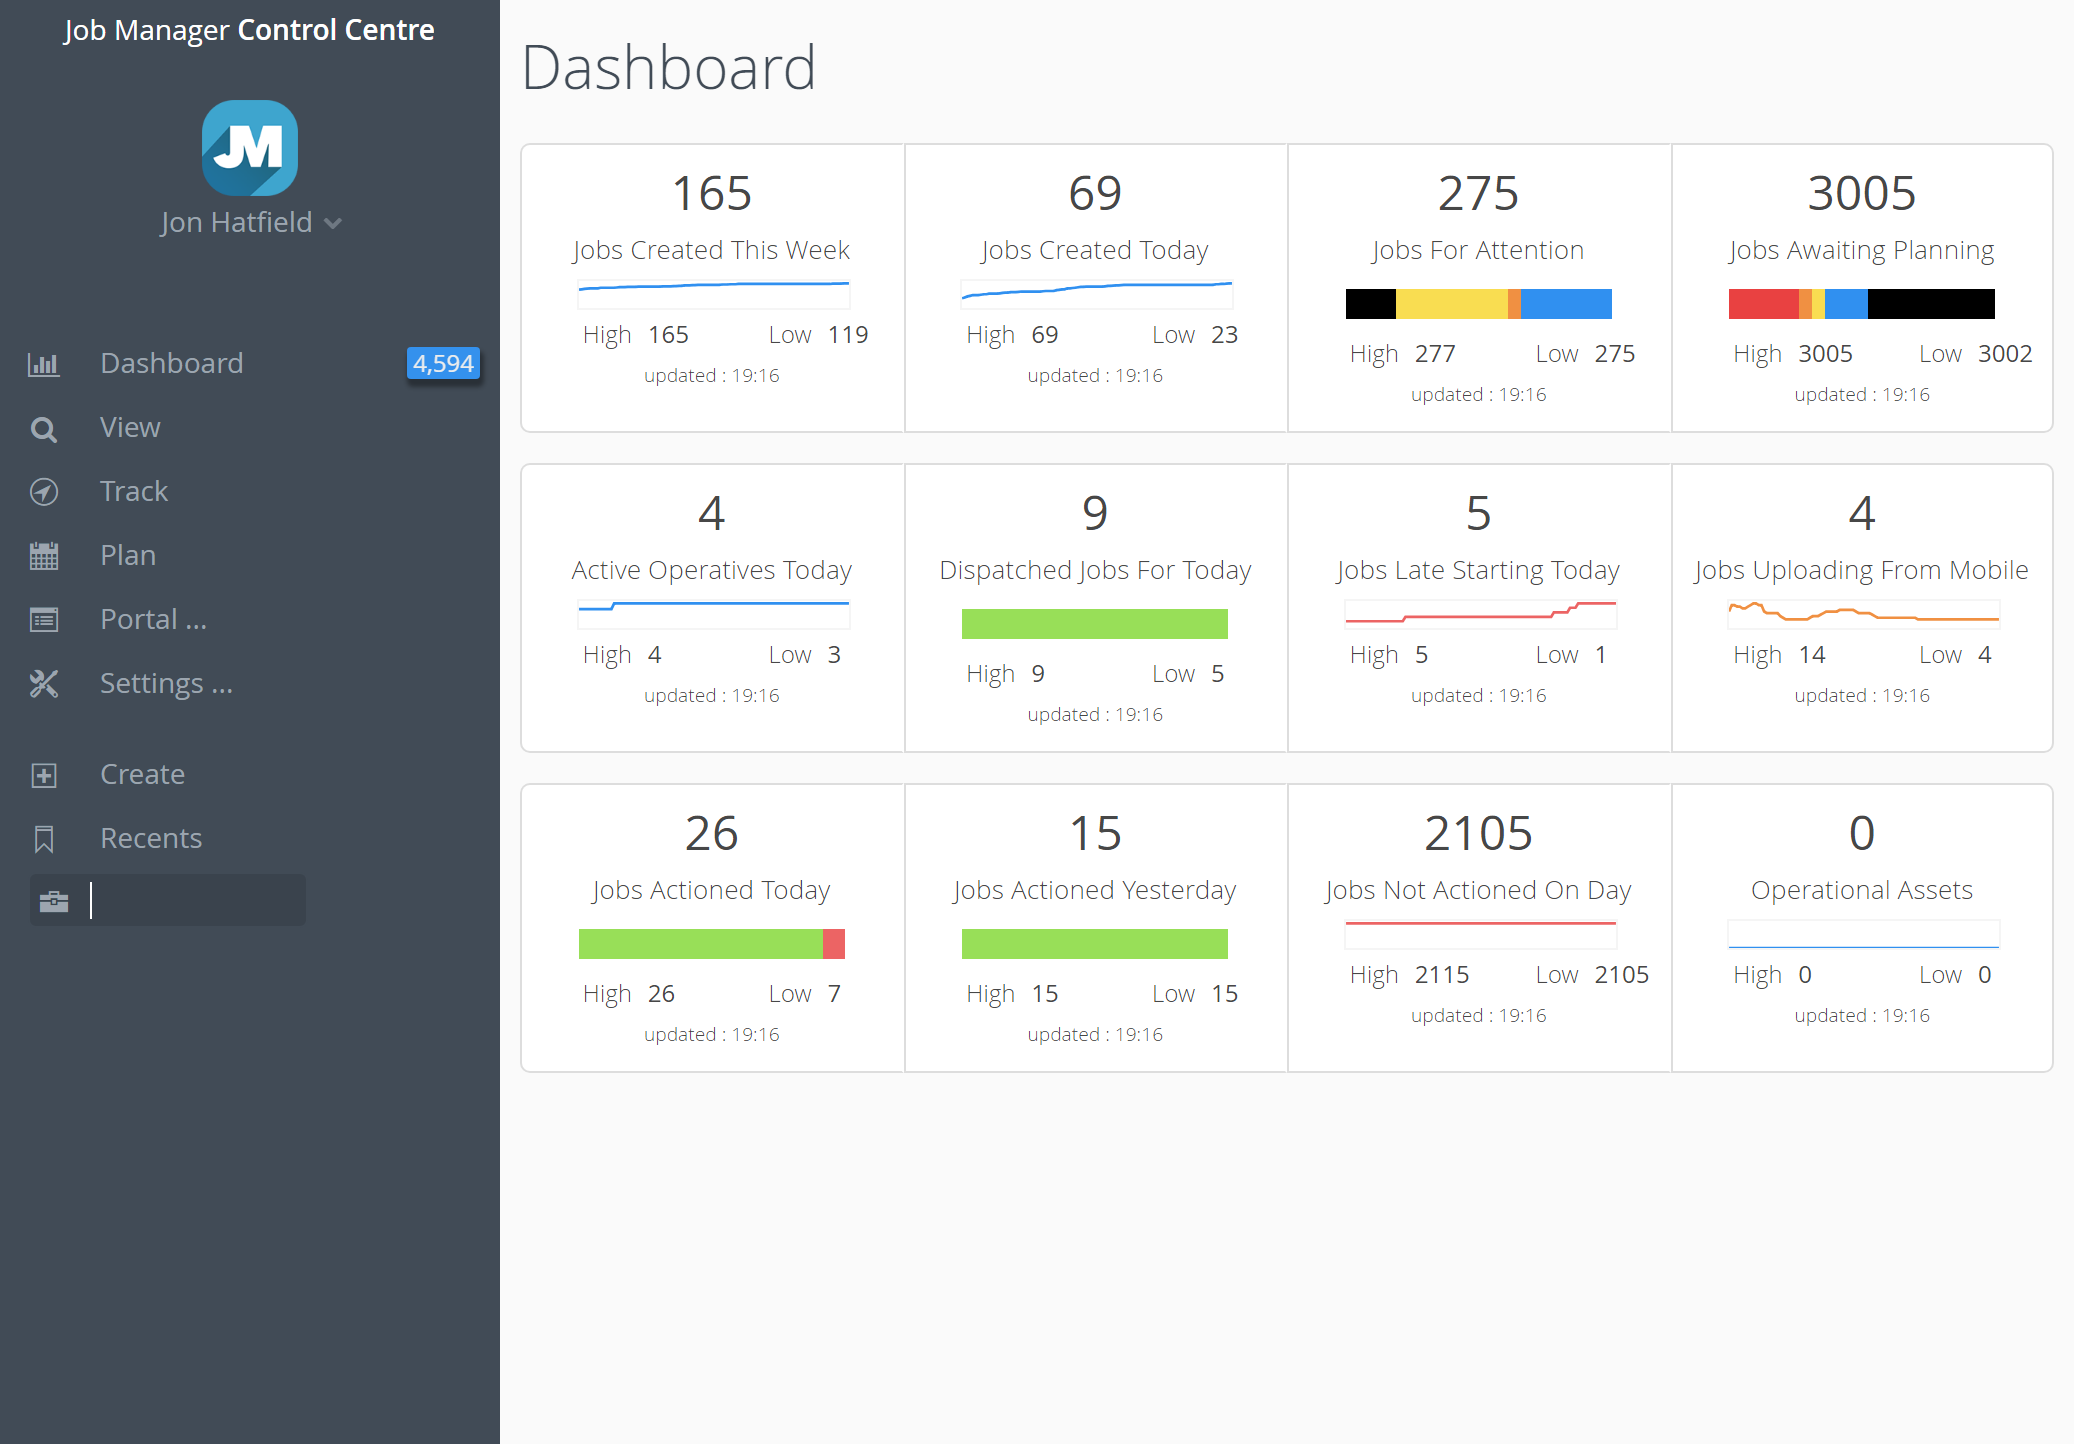 Job Manager Control Centre
JM
Jon Hatfield
Dashboard 4,594
View
Track
Plan
Portal ...
Settings ...
Create
Recents
Dashboard
165
Jobs Created This Week
High 165 Low 119
updated : 19:16
69
Jobs Created Today
High 69 Low 23
updated : 19:16
275
Jobs For Attention
High 277 Low 275
updated : 19:16
3005
Jobs Awaiting Planning
High 3005 Low 3002
updated : 19:16
4
Active Operatives Today
High 4 Low 3
updated : 19:16
9
Dispatched Jobs For Today
High 9 Low 5
updated : 19:16
5
Jobs Late Starting Today
High 5 Low 1
updated : 19:16
4
Jobs Uploading From Mobile
High 14 Low 4
updated : 19:16
26
Jobs Actioned Today
High 26 Low 7
updated : 19:16
15
Jobs Actioned Yesterday
High 15 Low 15
updated : 19:16
2105
Jobs Not Actioned On Day
High 2115 Low 2105
updated : 19:16
0
Operational Assets
High 0 Low 0
updated : 19:16